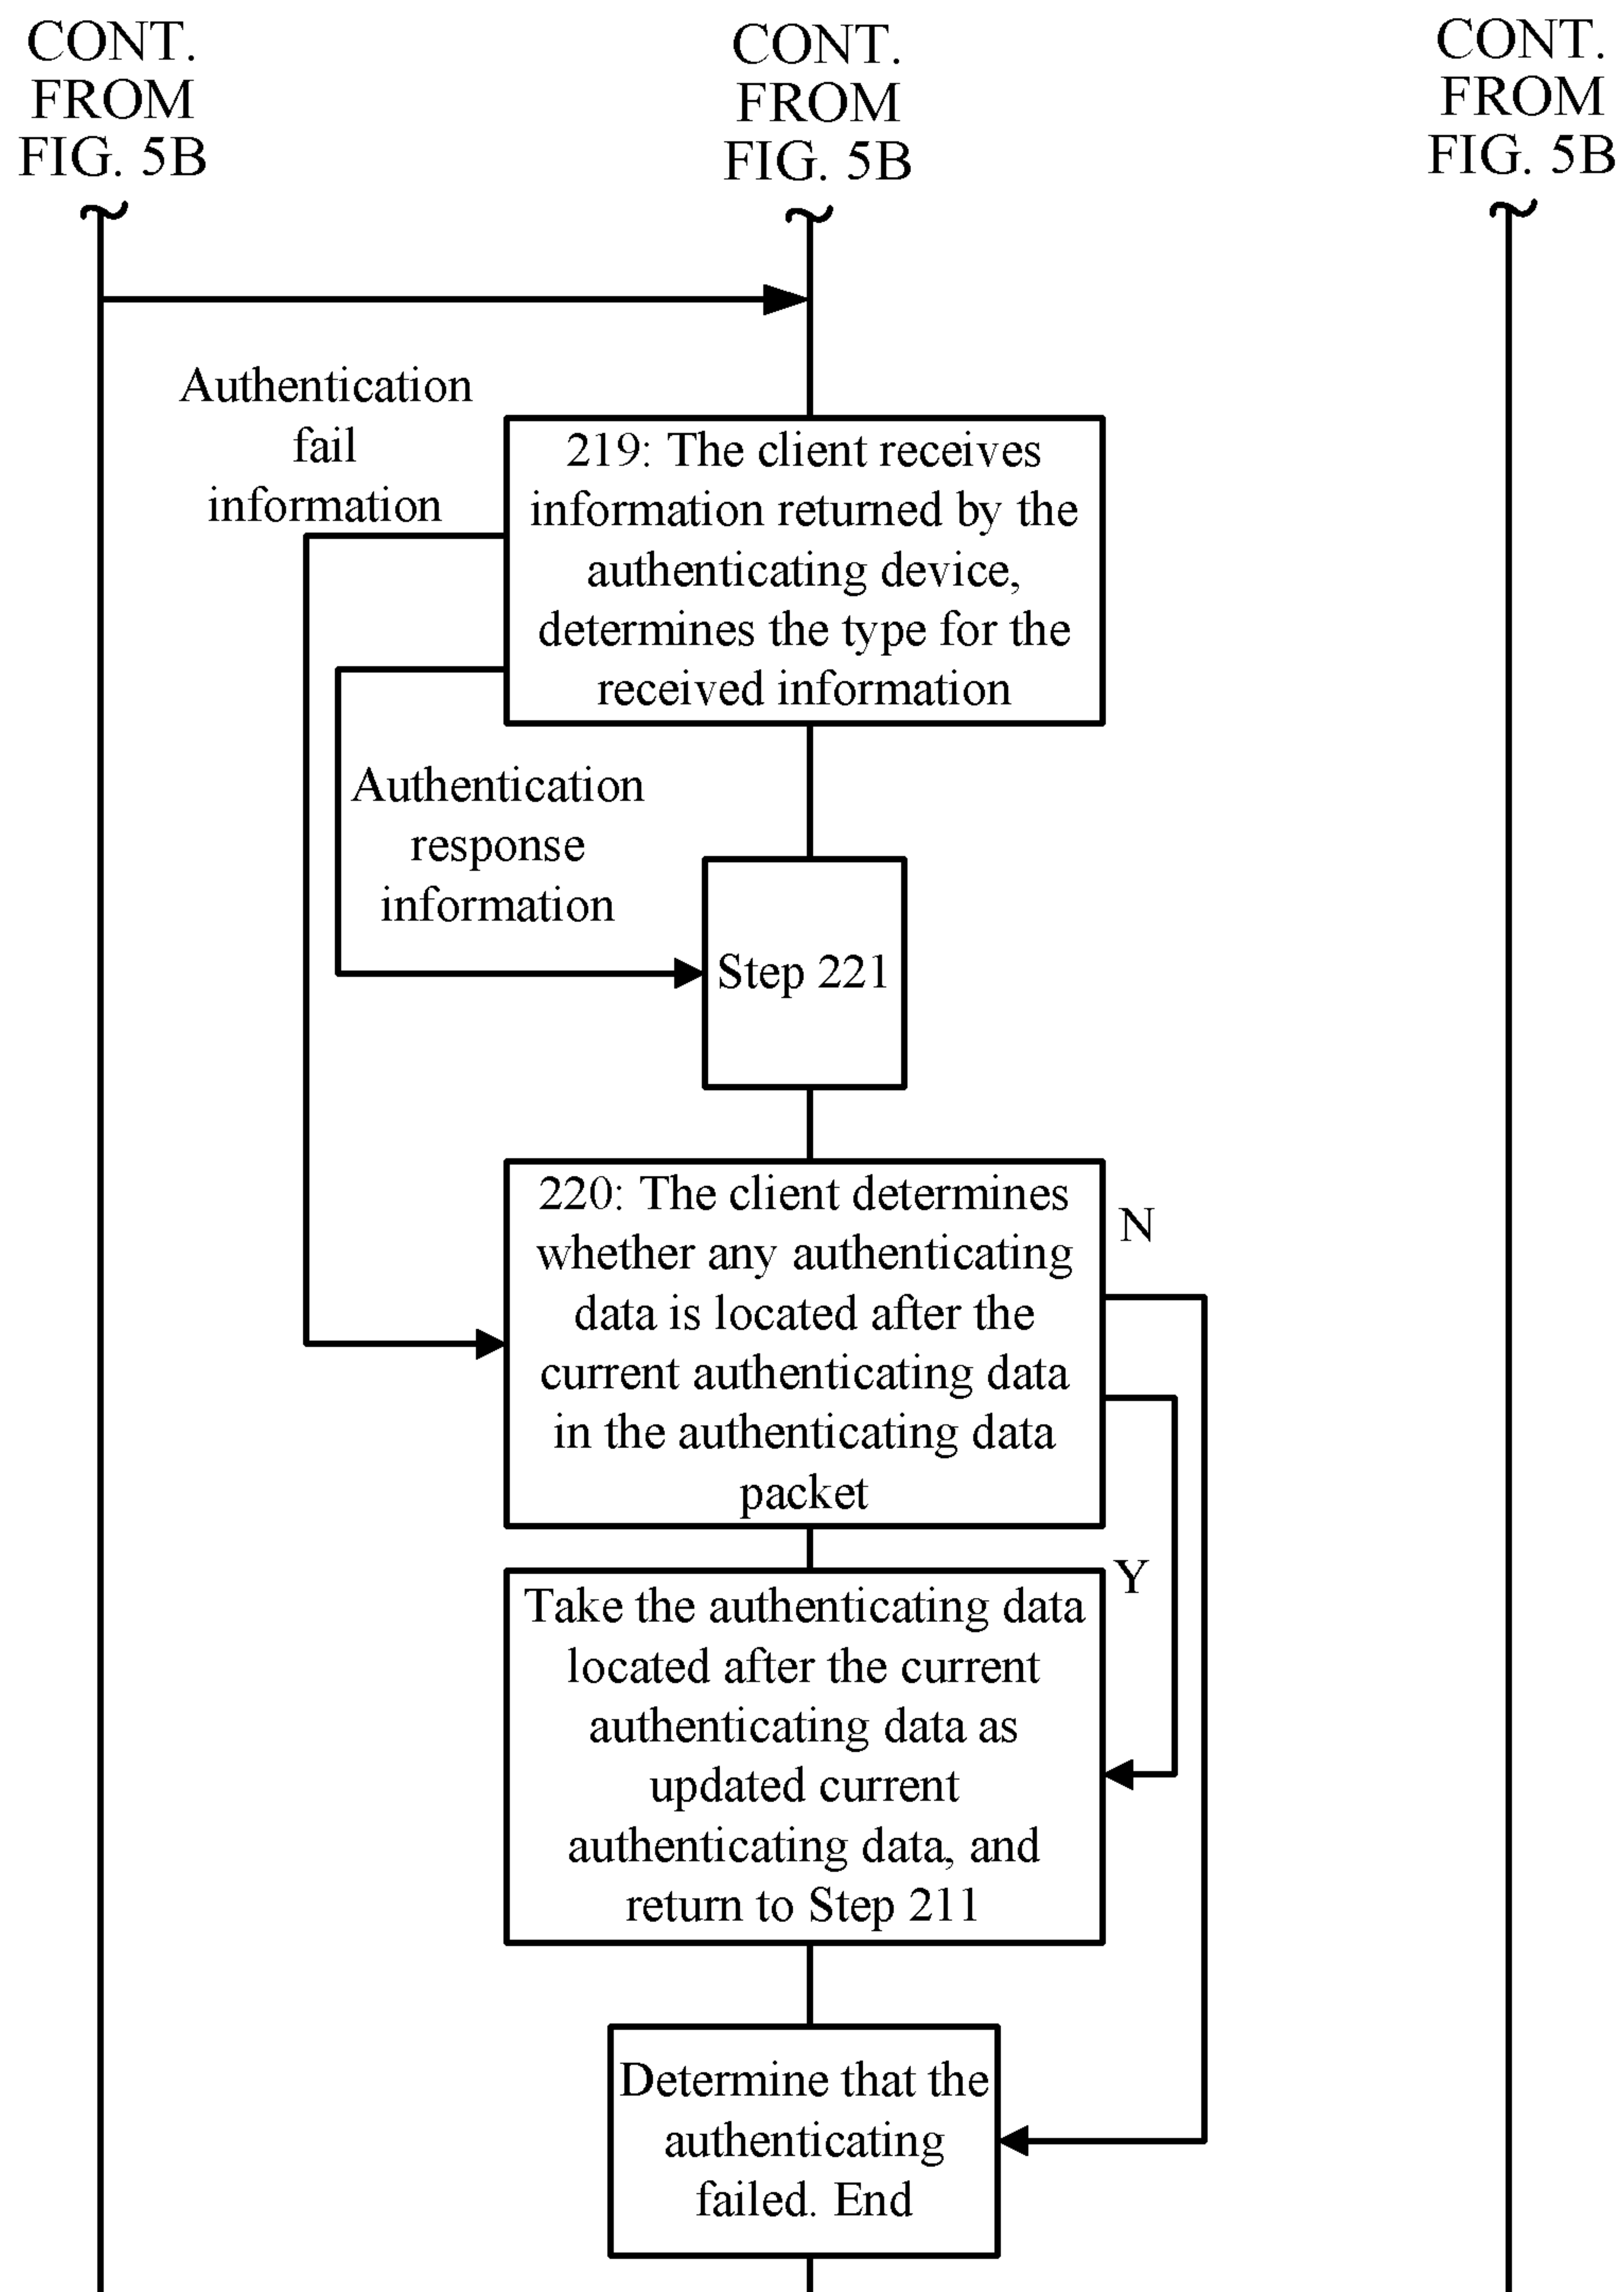 CONT.
FROM
FIG. 5B
CONT.
FROM
FIG. 5B
CONT.
FROM
FIG. 5B
Authentication
fail
information
219: The client receives
information returned by the
authenticating device,
determines the type for the
received information
Authentication
response
information
Step 221
220: The client determines
whether any authenticating
data is located after the
current authenticating data
in the authenticating data
packet
N
Y
Take the authenticating data
located after the current
authenticating data as
updated current
authenticating data, and
return to Step 211
Determine that the
authenticating
failed. End